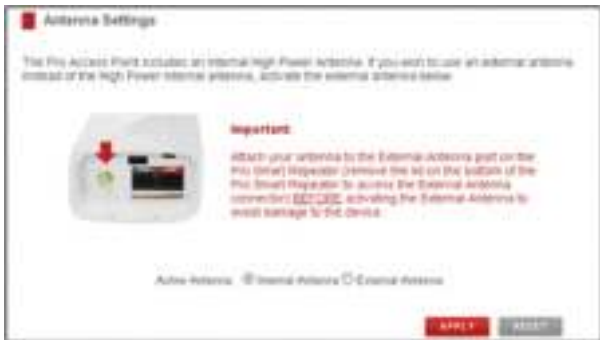 Antenna Settings
The Pro Access Point includes an internal High Power Antenna. If you wish to use an external antenna
instead of the High Power internal antenna, activate the external antenna below.
Important:
Attach your antenna to the External Antenna port on the
Pro Smart Repeater (remove the lid on the bottom of the
Pro Smart Repeater to access the External Antenna
connector) BEFORE activating the External Antenna to
avoid damage to the device.
Active Antenna: Internal Antenna External Antenna
APPLY RESET